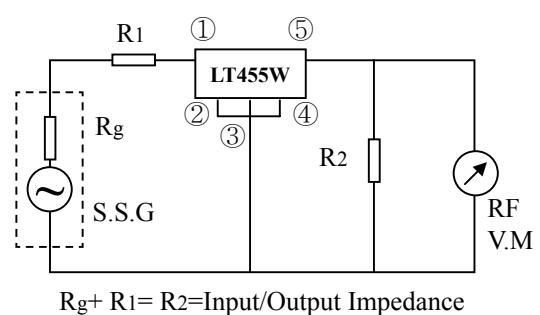 R1 ① ⑤
LT455W
② ③ ④
Rg
R2
S.S.G
RF
V.M
Rg+ R1= R2=Input/Output Impedance